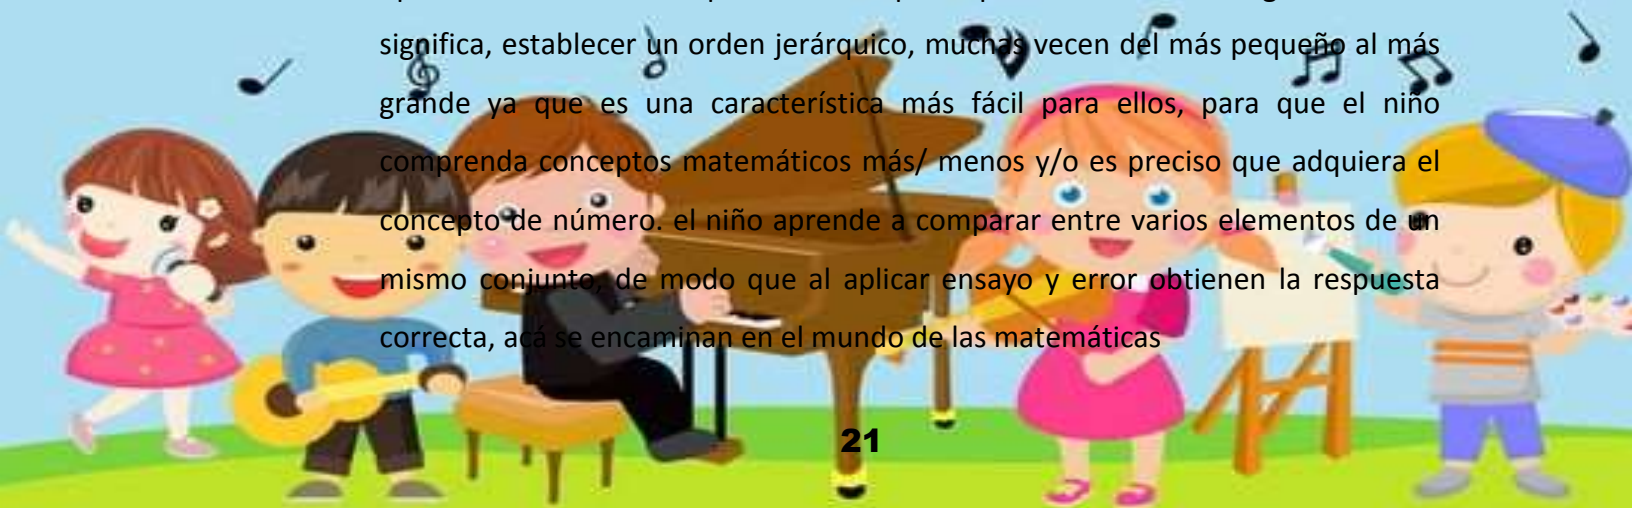 significa, establecer un orden jerárquico, muchas vecen del más pequeño al más
grande ya que es una característica más fácil para ellos, para que el niño
comprenda conceptos matemáticos más/ menos y/o es preciso que adquiera el
concepto de número. el niño aprende a comparar entre varios elementos de un
mismo conjunto, de modo que al aplicar ensayo y error obtienen la respuesta
correcta, acá se encaminan en el mundo de las matemáticas
21